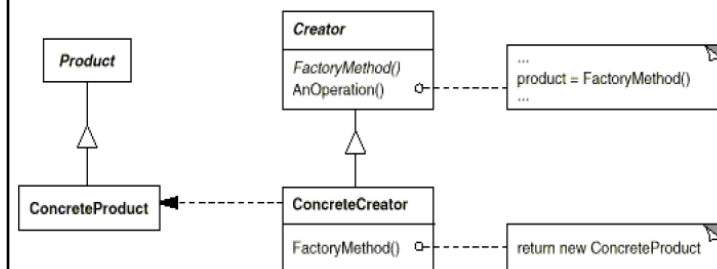 Product
ConcreteProduct
Creator
FactoryMethod()
AnOperation()
...
product = FactoryMethod()
...
ConcreteCreator
FactoryMethod()
return new ConcreteProduct